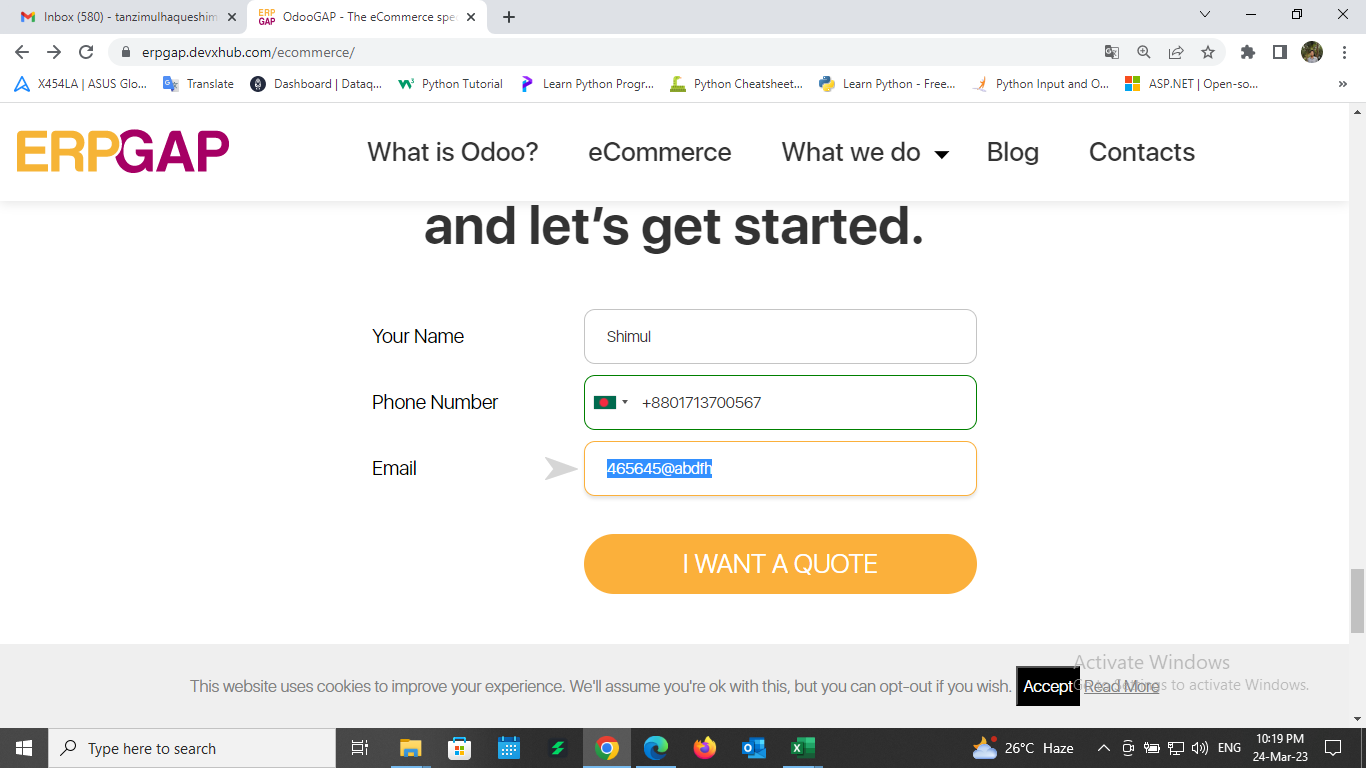 Inbox (580) - tanzimulhaqueshim
ERP GAP
OdooGAP - The eCommerce spe
erpgap.devxhub.com/ecommerce/
X454LA | ASUS Glo...
Translate
Dashboard | Dataq...
Python Tutorial
Learn Python Progr...
Python Cheatsheet...
Learn Python - Free...
Python Input and O...
ASP.NET | Open-so...
»
ERPGAP
What is Odoo?
eCommerce
What we do
Blog
Contacts
and let’s get started.
Your Name
Shimul
Phone Number
+8801713700567
Email
465645@abdfh
I WANT A QUOTE
This website uses cookies to improve your experience. We'll assume you're ok with this, but you can opt-out if you wish.
Accept
Read More
Activate Windows
Go to Settings to activate Windows.
Type here to search
26°C Haze
ENG
10:19 PM
24-Mar-23